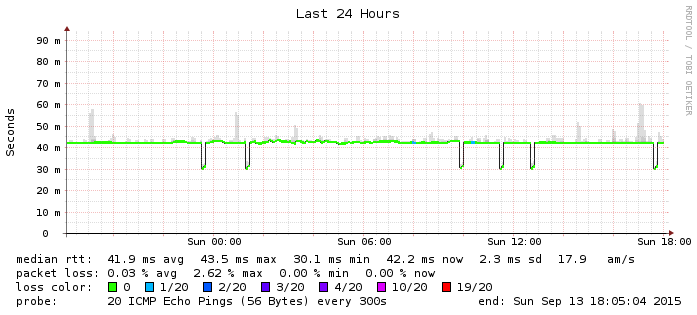 Last 24 Hours
RRDTOOL / TOBI OETIKER
Seconds
90 m
80 m
70 m
60 m
50 m
40 m
30 m
20 m
10 m
0
Sun 00:00 Sun 06:00 Sun 12:00 Sun 18:00
median rtt: 41.9 ms avg 43.5 ms max 30.1 ms min 42.2 ms now 2.3 ms sd 17.9 am/s
packet loss: 0.03 % avg 2.62 % max 0.00 % min 0.00 % now
loss color: 0 1/20 2/20 3/20 4/20 10/20 19/20
probe: 20 ICMP Echo Pings (56 Bytes) every 300s end: Sun Sep 13 18:05:04 2015